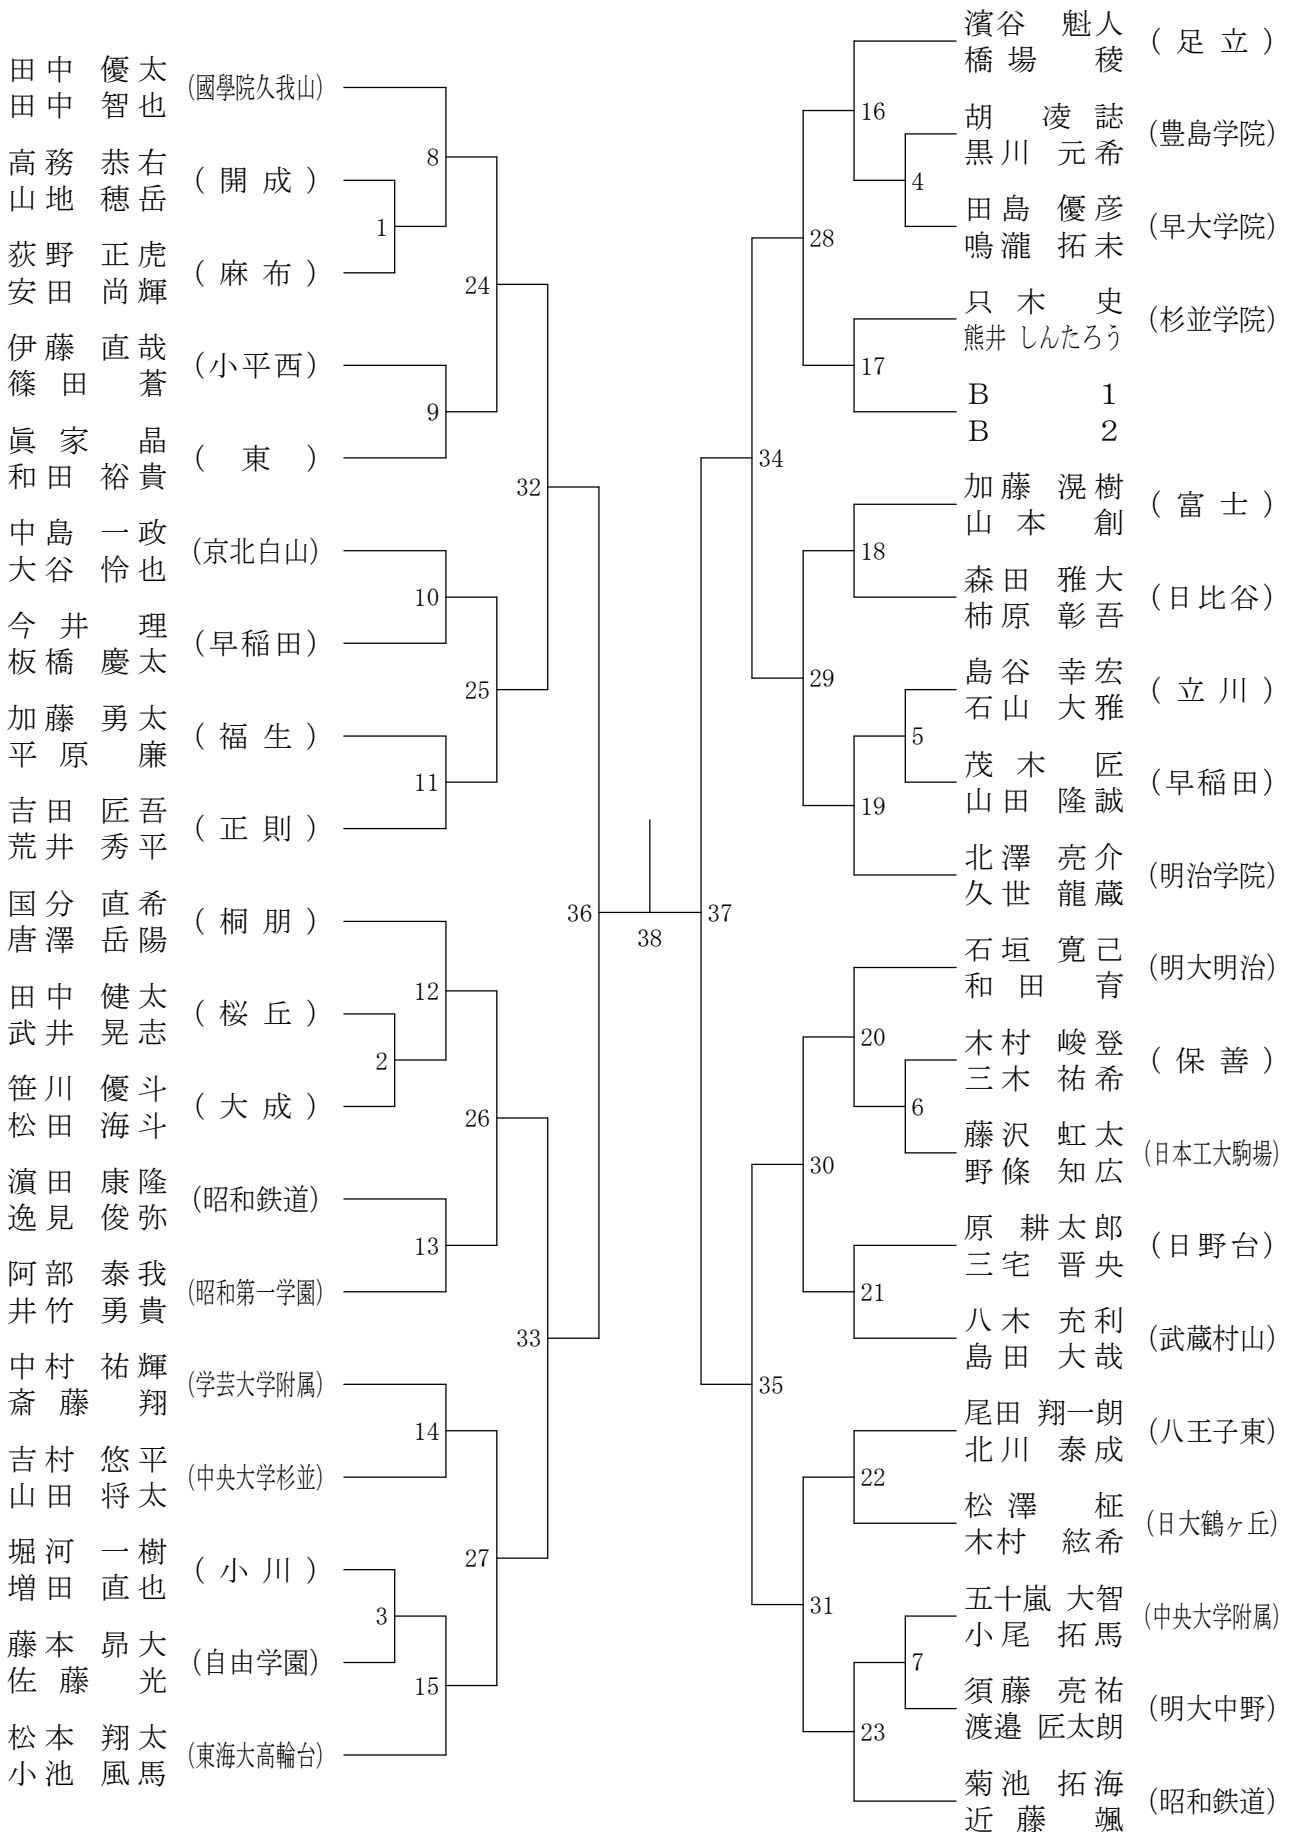 田中 優太
田中 智也
(國學院久我山)
高務 恭右
山地 穂岳
(開成)
荻野 正虎
安田 尚輝
(麻布)
伊藤 直哉
篠田 蒼
(小平西)
眞家 晶
和田 裕貴
(東)
中島 一政
大谷 怜也
(京北白山)
今井 理
板橋 慶太
(早稲田)
加藤 勇太
平原 廉
(福生)
吉田 匠吾
荒井 秀平
(正則)
国分 直希
唐澤 岳陽
(桐朋)
田中 健太
武井 晃志
(桜丘)
笹川 優斗
松田 海斗
(大成)
濵田 康隆
逸見 俊弥
(昭和鉄道)
阿部 泰我
井竹 勇貴
(昭和第一学園)
中村 祐輝
斎藤 翔
(学芸大学附属)
吉村 悠平
山田 将太
(中央大学杉並)
堀河 一樹
増田 直也
(小川)
藤本 昴大
佐藤 光
(自由学園)
松本 翔太
小池 風馬
(東海大高輪台)
1
2
3
8
9
10
11
12
13
14
15
24
25
26
27
32
33
36
38
37
34
35
28
29
30
31
16
17
18
19
20
21
22
23
4
5
6
7
濱谷 魁人
橋場 稜
(足立)
胡 凌誌
黒川 元希
(豊島学院)
田島 優彦
鳴瀧 拓未
(早大学院)
只木 史
熊井 しんたろう
(杉並学院)
B 1
B 2
加藤 滉樹
山本 創
(富士)
森田 雅大
柿原 彰吾
(日比谷)
島谷 幸宏
石山 大雅
(立川)
茂木 匠
山田 隆誠
(早稲田)
北澤 亮介
久世 龍蔵
(明治学院)
石垣 寛己
和田 育
(明大明治)
木村 峻登
三木 祐希
(保善)
藤沢 虹太
野條 知広
(日本工大駒場)
原 耕太郎
三宅 晋央
(日野台)
八木 充利
島田 大哉
(武蔵村山)
尾田 翔一朗
北川 泰成
(八王子東)
松澤 柾
木村 絃希
(日大鶴ヶ丘)
五十嵐 大智
小尾 拓馬
(中央大学附属)
須藤 亮祐
渡邉 匠太朗
(明大中野)
菊池 拓海
近藤 颯
(昭和鉄道)